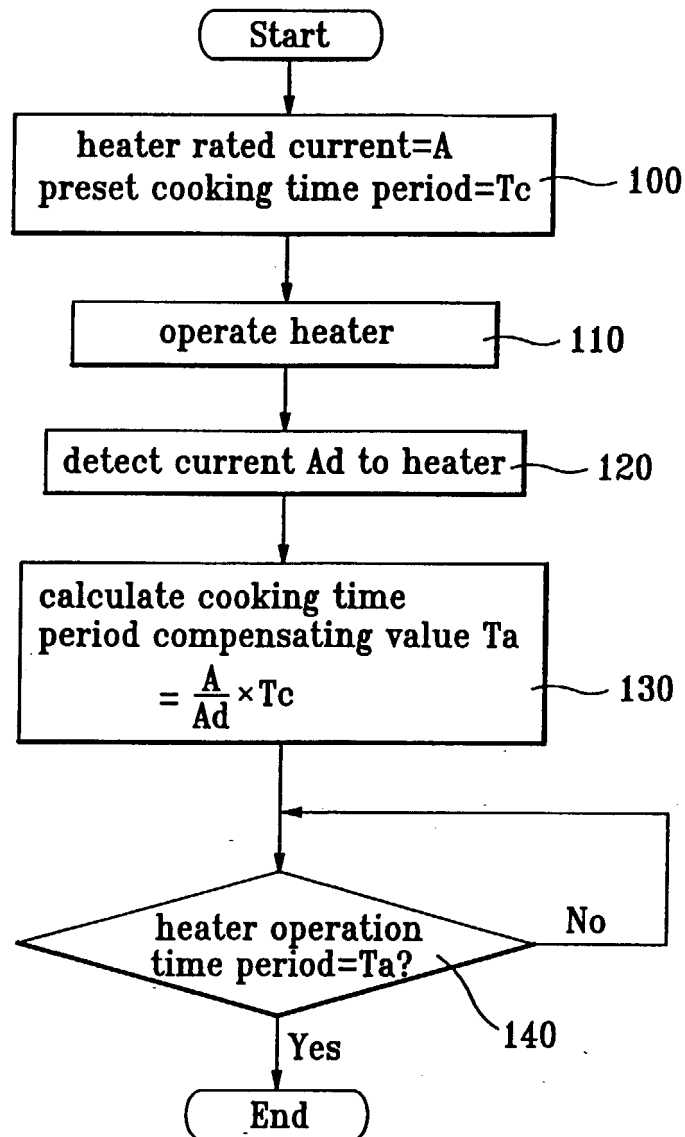 Start
heater rated current=A
preset cooking time period=Tc
100
operate heater
110
detect current Ad to heater
120
calculate cooking time
period compensating value Ta
= A/Ad × Tc
130
No
heater operation
time period=Ta?
140
Yes
End